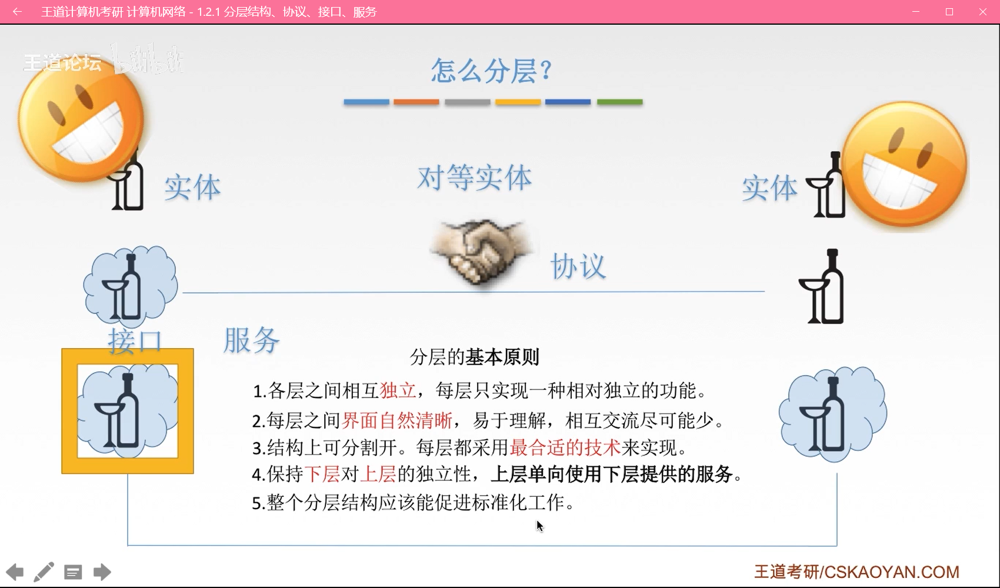 王道计算机考研 计算机网络 - 1.2.1 分层结构、协议、接口、服务
王道论坛 bilibili
怎么分层?
实体
对等实体
实体
协议
接口
服务
分层的基本原则
1.各层之间相互独立，每层只实现一种相对独立的功能。
2.每层之间界面自然清晰，易于理解，相互交流尽可能少。
3.结构上可分割开。每层都采用最合适的技术来实现。
4.保持下层对上层的独立性，上层单向使用下层提供的服务。
5.整个分层结构应该能促进标准化工作。
王道考研/CSKAOYAN.COM